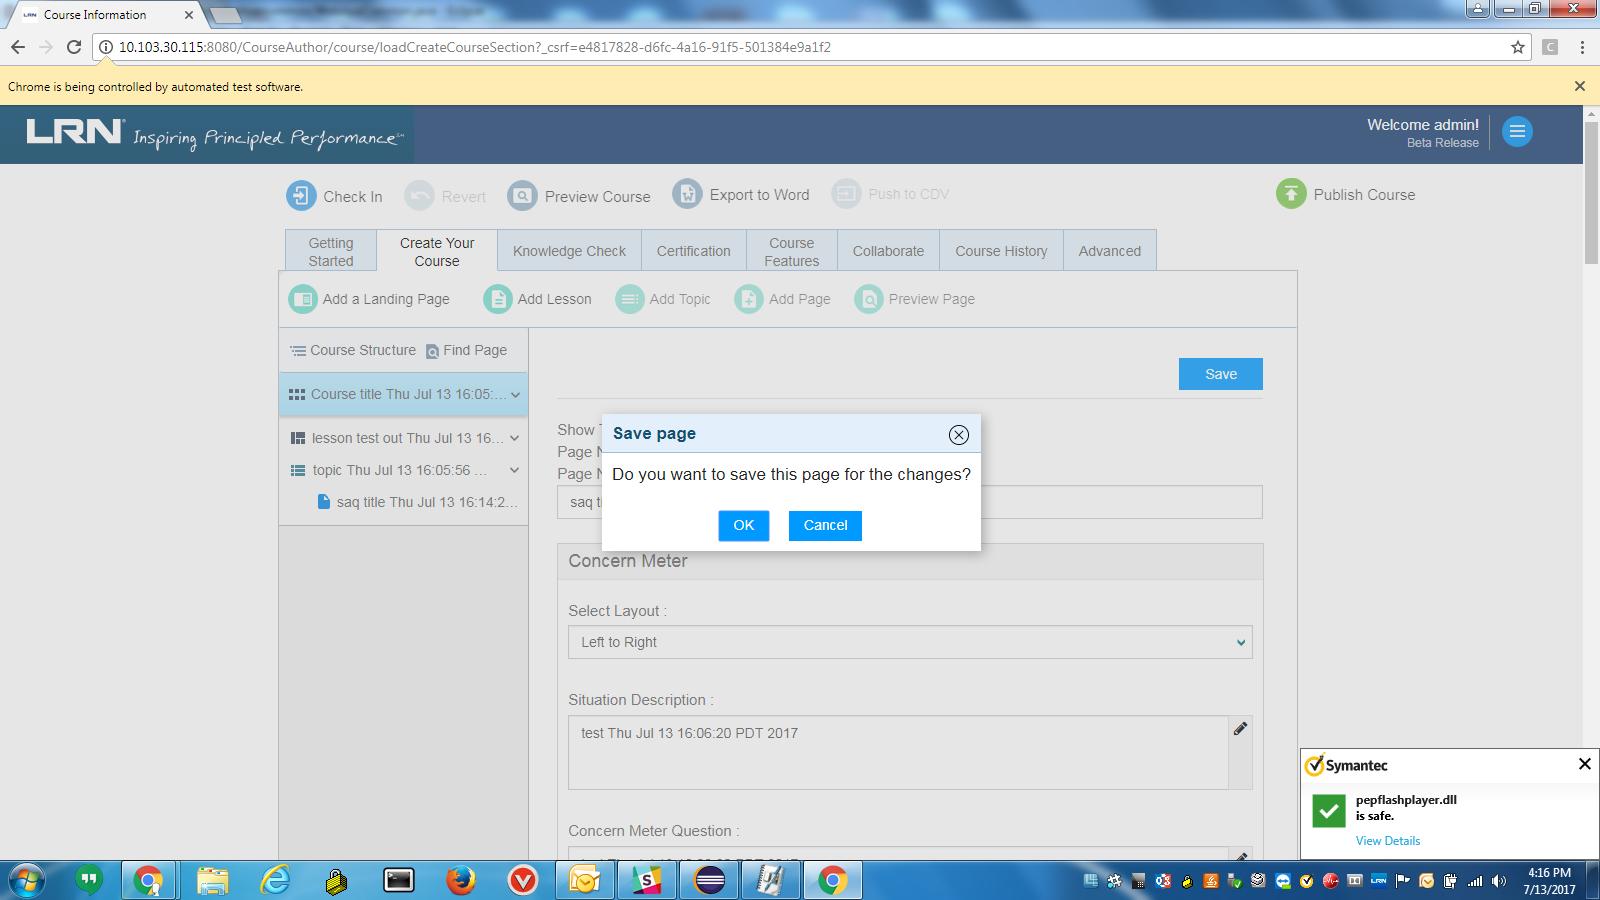 Course Information
10.103.30.115:8080/CourseAuthor/course/loadCreateCourseSection?_csrf=e4817828-d6fc-4a16-91f5-501384e9a1f2
Chrome is being controlled by automated test software.
LRN Inspiring Principled Performance
Welcome admin!
Beta Release
Check In
Revert
Preview Course
Export to Word
Push to CDV
Publish Course
Getting Started
Create Your Course
Knowledge Check
Certification
Course Features
Collaborate
Course History
Advanced
Add a Landing Page
Add Lesson
Add Topic
Add Page
Preview Page
Course Structure
Find Page
Save
Course title Thu Jul 13 16:05:...
lesson test out Thu Jul 13 16...
topic Thu Jul 13 16:05:56 ...
saq title Thu Jul 13 16:14:2...
Show
Page
Page
saq
Save page
Do you want to save this page for the changes?
OK
Cancel
Concern Meter
Select Layout :
Left to Right
Situation Description :
test Thu Jul 13 16:06:20 PDT 2017
Concern Meter Question :
Symantec
pepflashplayer.dll
is safe.
View Details
4:16 PM
7/13/2017